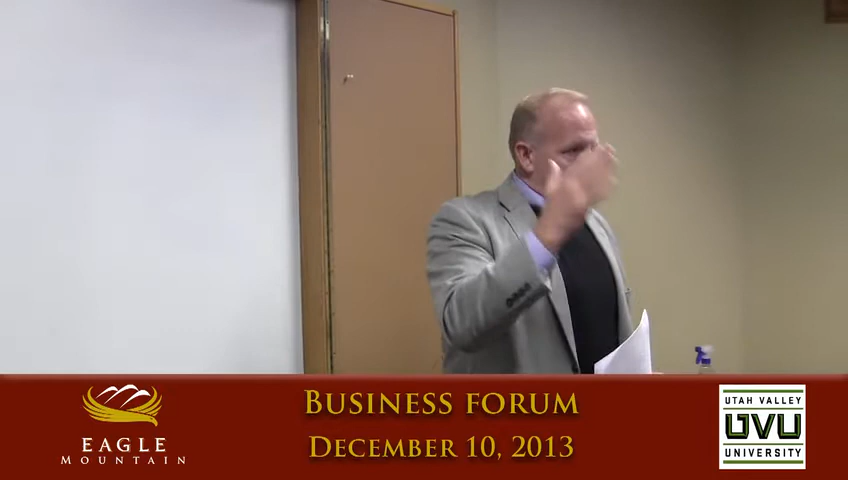 BUSINESS FORUM
DECEMBER 10, 2013
EAGLE
MOUNTAIN
UTAH VALLEY
UVU
UNIVERSITY